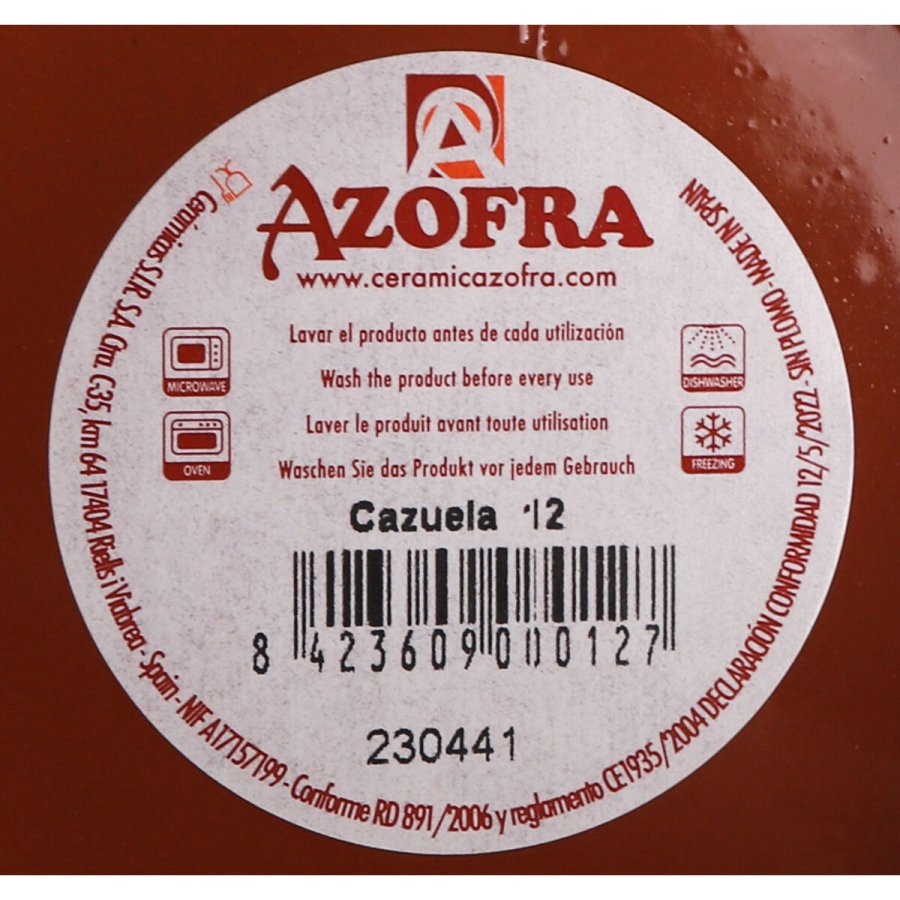 AZOFRA
www.ceramicazofra.com
Lavar el producto antes de cada utilización
Wash the product before every use
Laver le produit avant toute utilisation
Waschen Sie das Produkt vor jedem Gebrauch
MICROWAVE
OVEN
DISHWASHER
FREEZING
Cazuela 12
8 423609 000127
230441
Cerámicas S.I.R. S.A. Ctra. C35, km 64 17404 Riells i Viabrea - Spain - NIF A17157199 - Conforme RD 891/2006 y reglamento CE1935/2004 DECLARACIÓN CONFORMIDAD 12/5/2022 - SIN PLOMO - MADE IN SPAIN